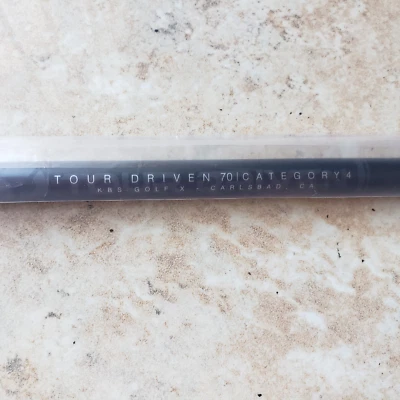 TOUR DRIVEN 70|CATEGORY 4
KBS GOLF X - CARLSBAD, CA